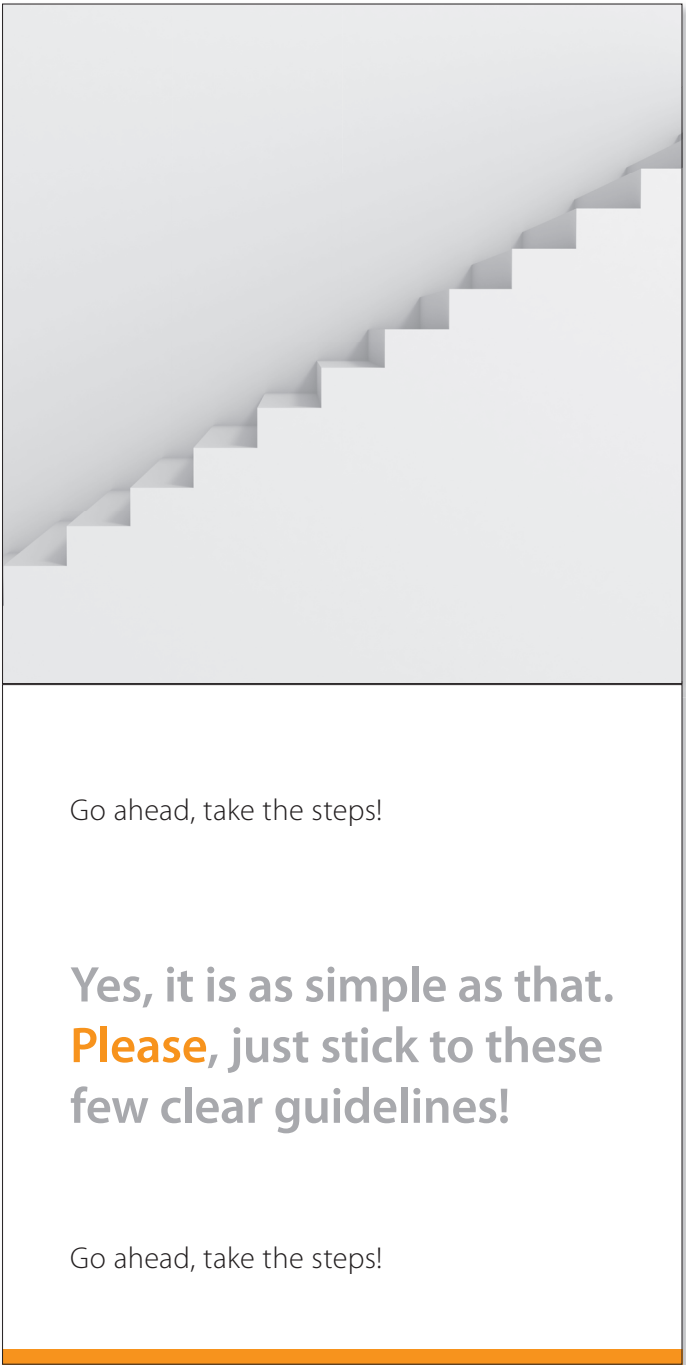 Go ahead, take the steps!
Yes, it is as simple as that.
Please, just stick to these
few clear guidelines!
Go ahead, take the steps!